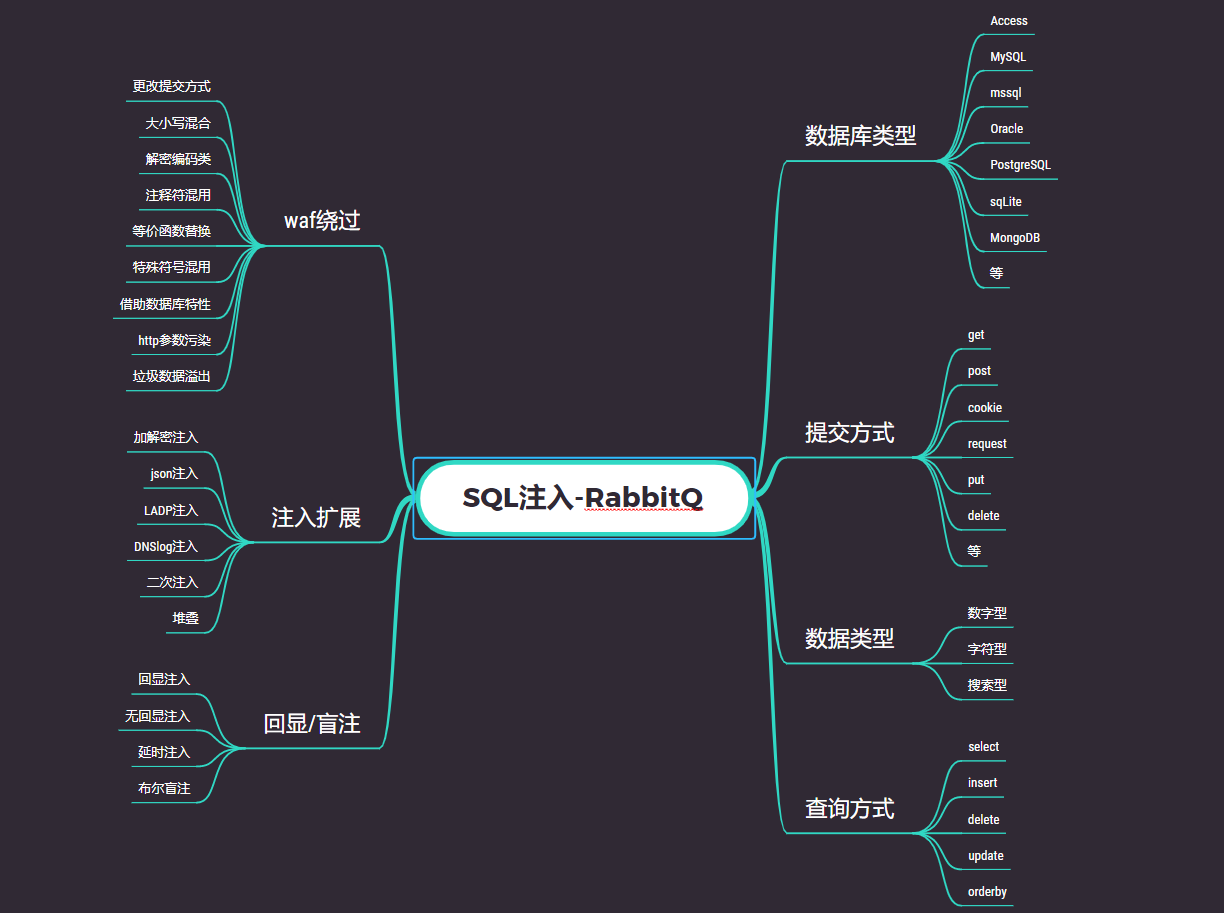 SQL注入-RabbitQ
数据库类型
Access
MySQL
mssql
Oracle
PostgreSQL
sqLite
MongoDB
等
提交方式
get
post
cookie
request
put
delete
等
数据类型
数字型
字符型
搜索型
查询方式
select
insert
delete
update
orderby
waf绕过
更改提交方式
大小写混合
解密编码类
注释符混用
等价函数替换
特殊符号混用
借助数据库特性
http参数污染
垃圾数据溢出
注入扩展
加解密注入
json注入
LADP注入
DNSlog注入
二次注入
堆叠
回显/盲注
回显注入
无回显注入
延时注入
布尔盲注